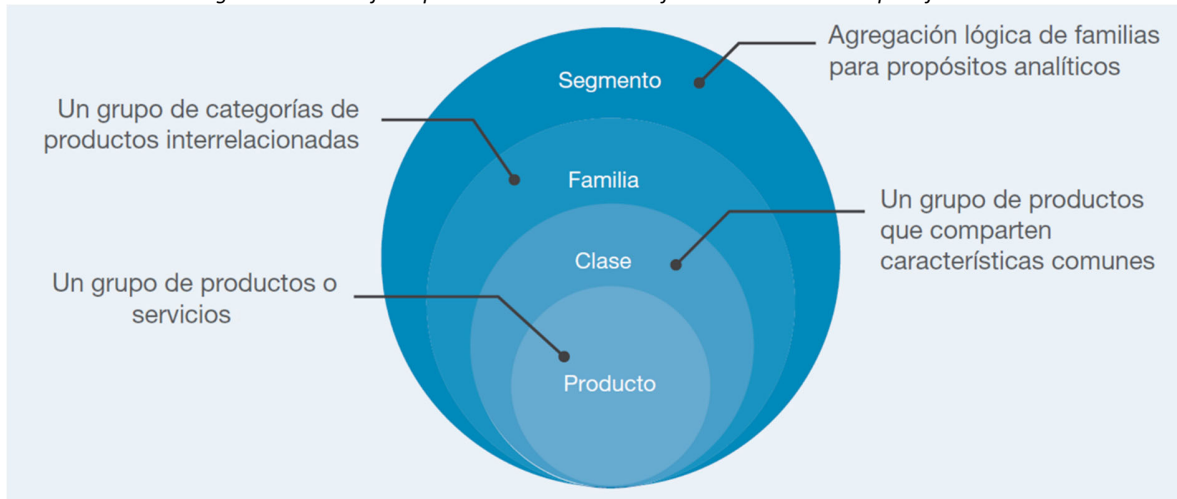 Segmento
Agregación lógica de familias
para propósitos analíticos
Un grupo de categorías de
productos interrelacionadas
Familia
Un grupo de productos
que comparten
características comunes
Clase
Un grupo de productos o
servicios
Producto